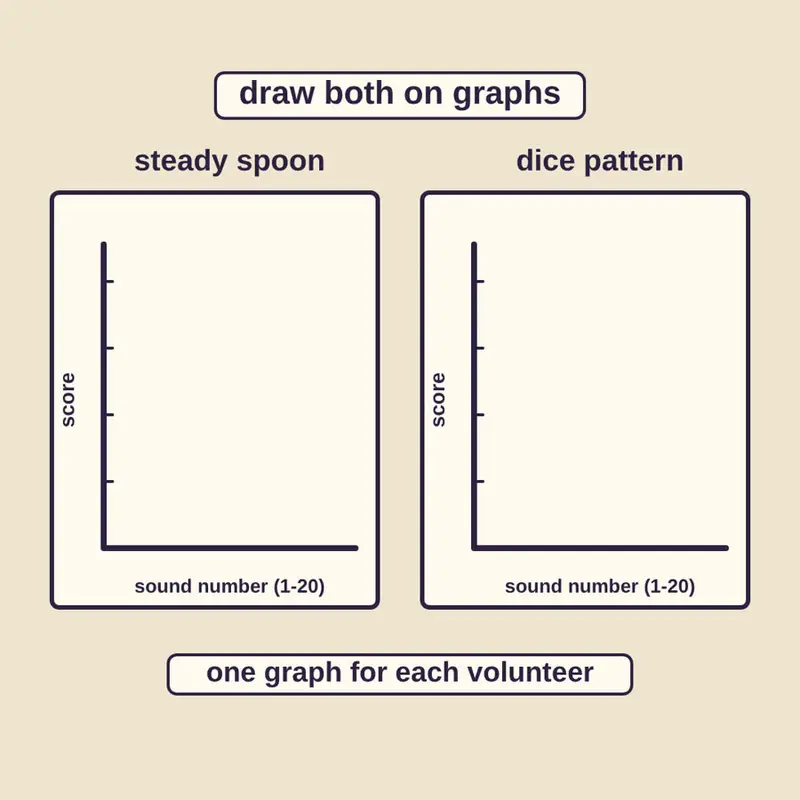 draw both on graphs
steady spoon
dice pattern
score
sound number (1-20)
score
sound number (1-20)
one graph for each volunteer